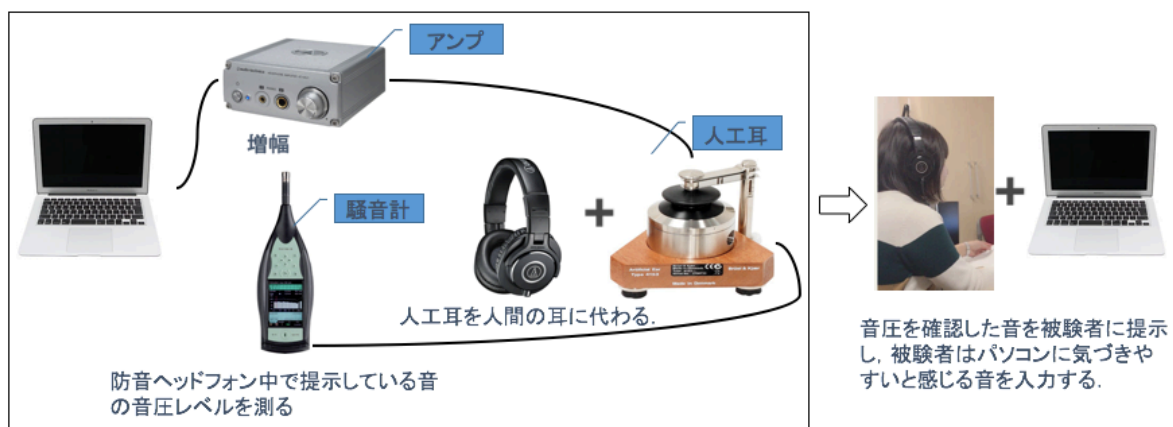 アンプ
増幅
人工耳
騒音計
人工耳を人間の耳に代わる.
防音ヘッドフォン中で提示している音
の音圧レベルを測る
音圧を確認した音を被験者に提示
し, 被験者はパソコンに気づきや
すいと感じる音を入力する.